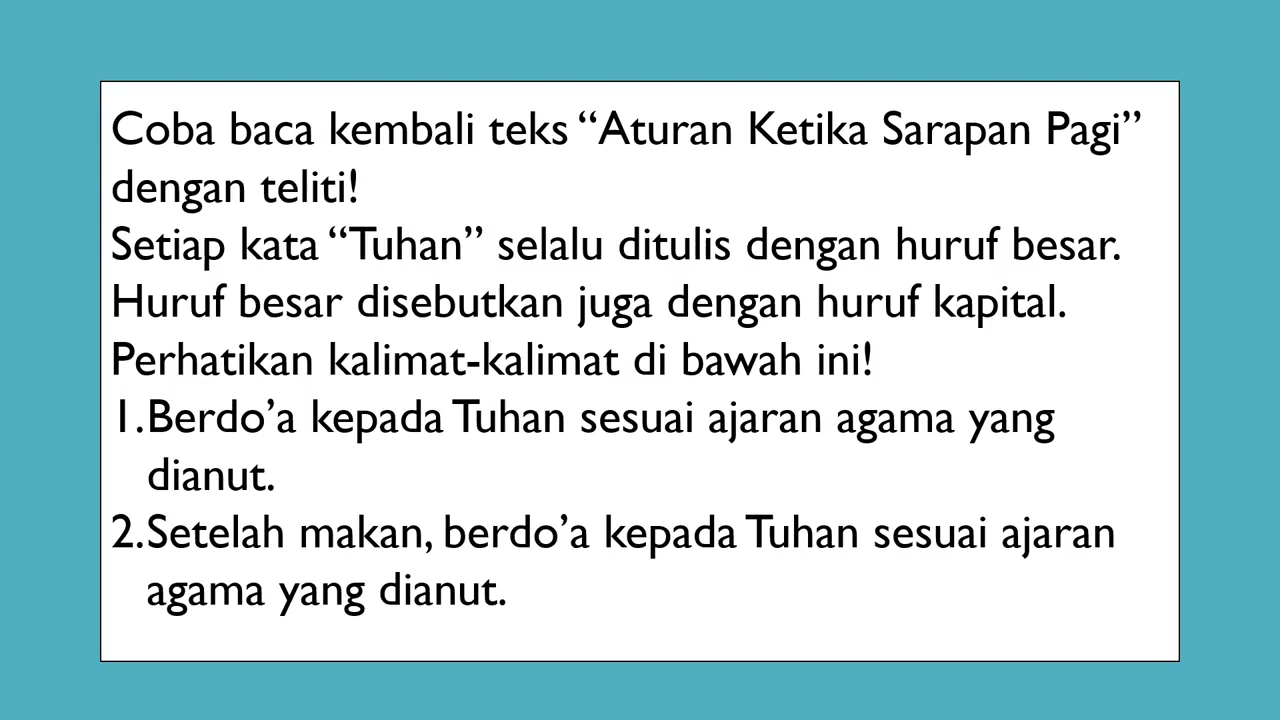 Coba baca kembali teks “Aturan Ketika Sarapan Pagi”
dengan teliti!
Setiap kata “Tuhan” selalu ditulis dengan huruf besar.
Huruf besar disebutkan juga dengan huruf kapital.
Perhatikan kalimat-kalimat di bawah ini!
1.Berdo’a kepada Tuhan sesuai ajaran agama yang
dianut.
2.Setelah makan, berdo’a kepada Tuhan sesuai ajaran
agama yang dianut.